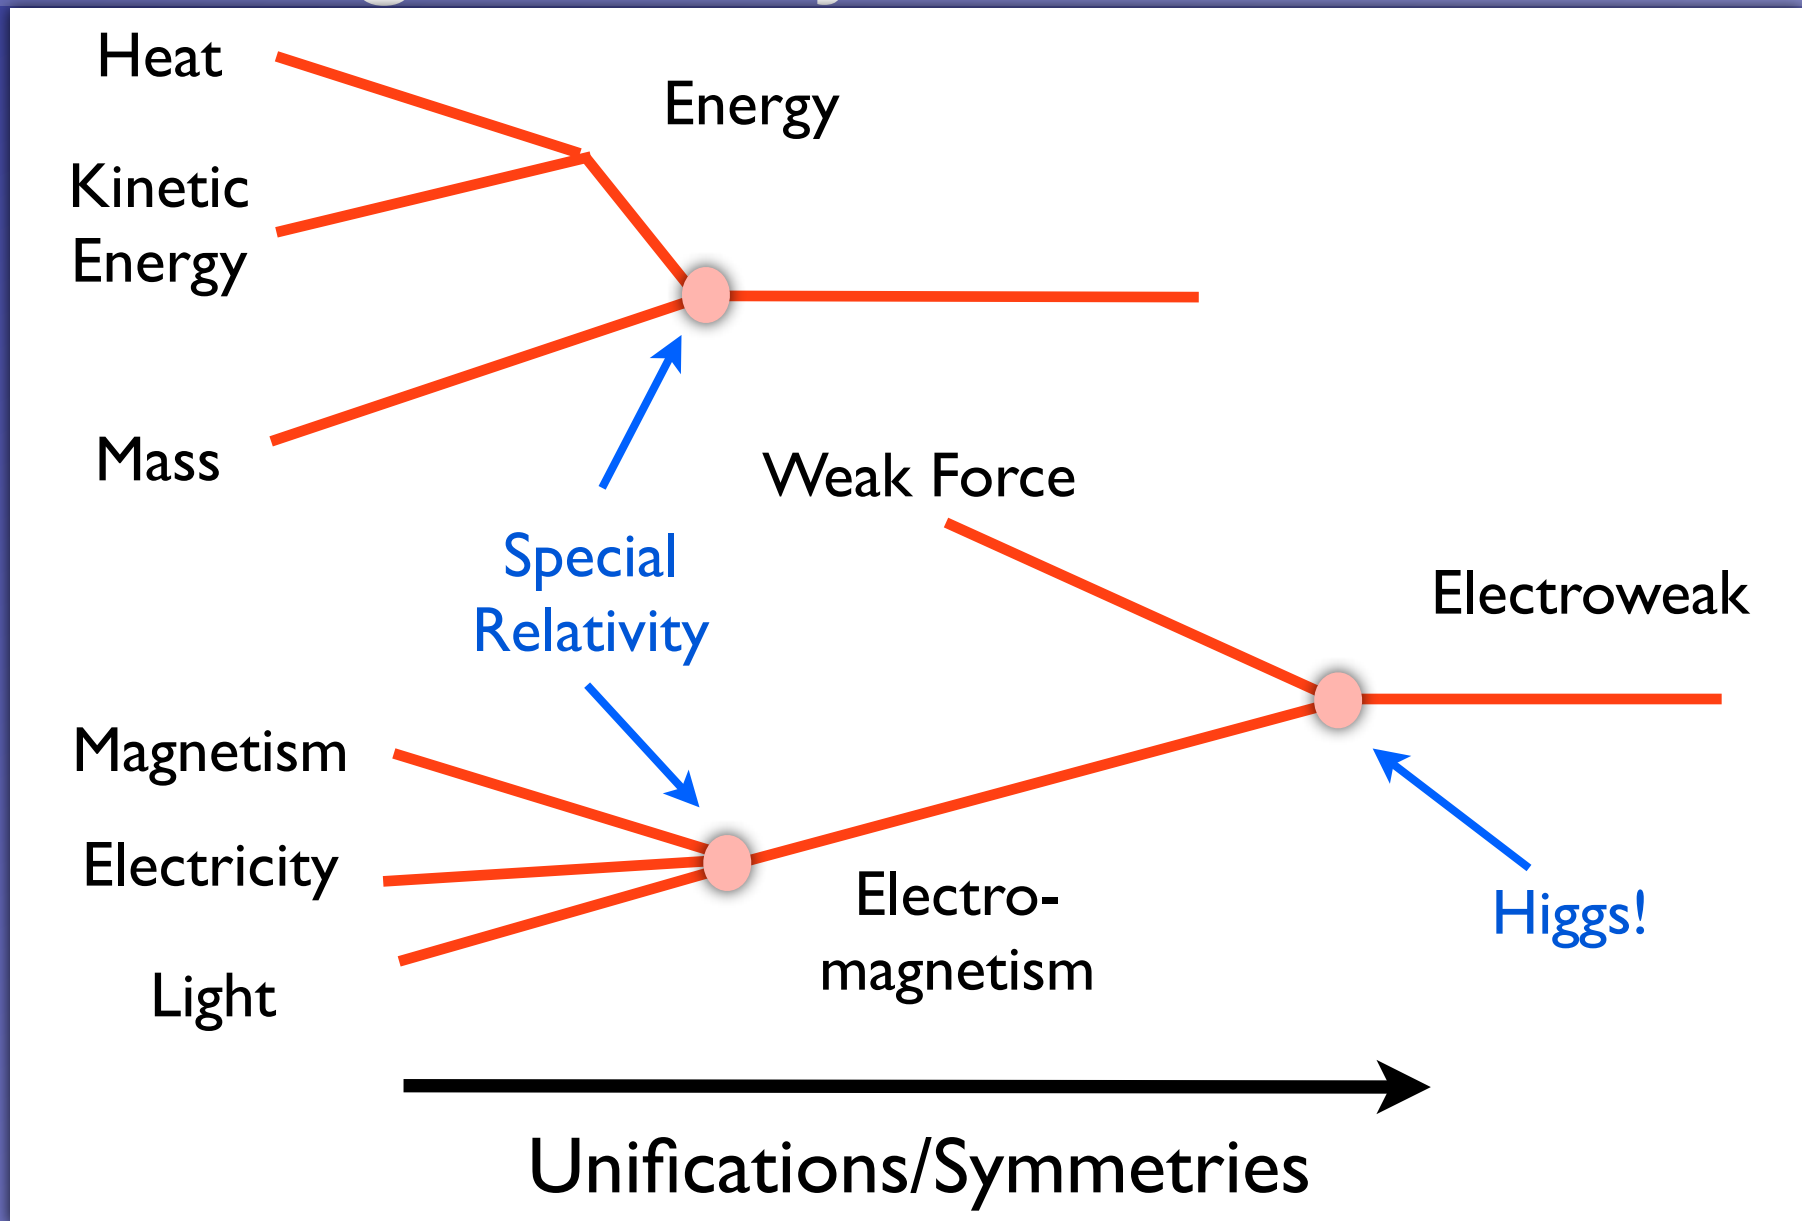 Heat
Energy
Kinetic
Energy
Mass
Weak Force
Special
Relativity
Electroweak
Magnetism
Electricity
Electro-
magnetism
Higgs!
Light
Unifications/Symmetries